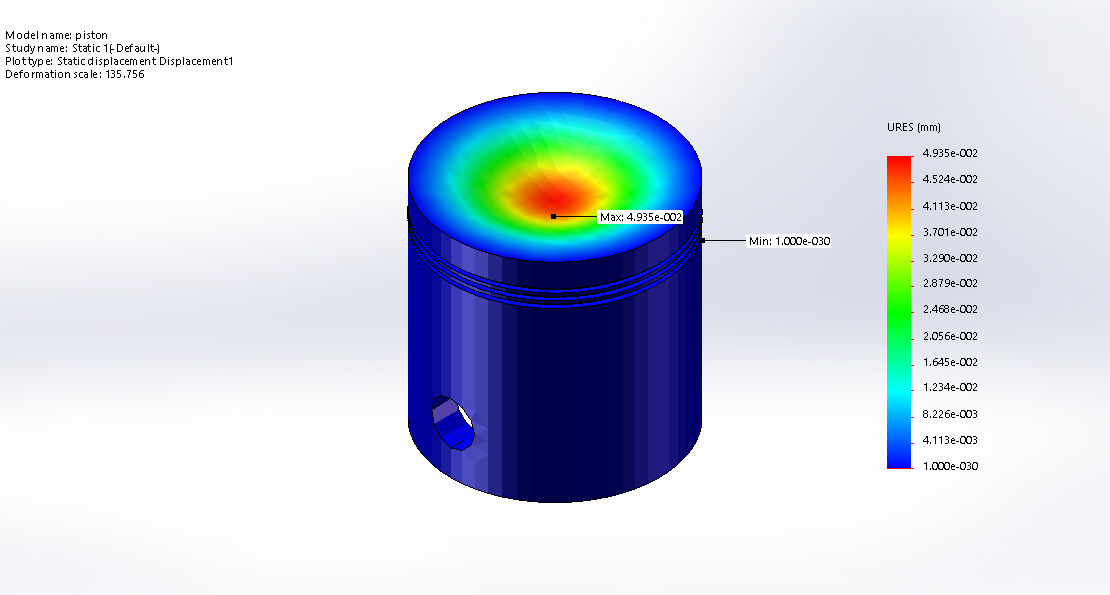 Model name: piston
Study name: Static 1(-Default-)
Plot type: Static displacement Displacement1
Deformation scale: 135.756
URES (mm)
4.935e-002
4.524e-002
4.113e-002
3.701e-002
3.290e-002
2.879e-002
2.468e-002
2.056e-002
1.645e-002
1.234e-002
8.226e-003
4.113e-003
1.000e-030
Max: 4.935e-002
Min: 1.000e-030